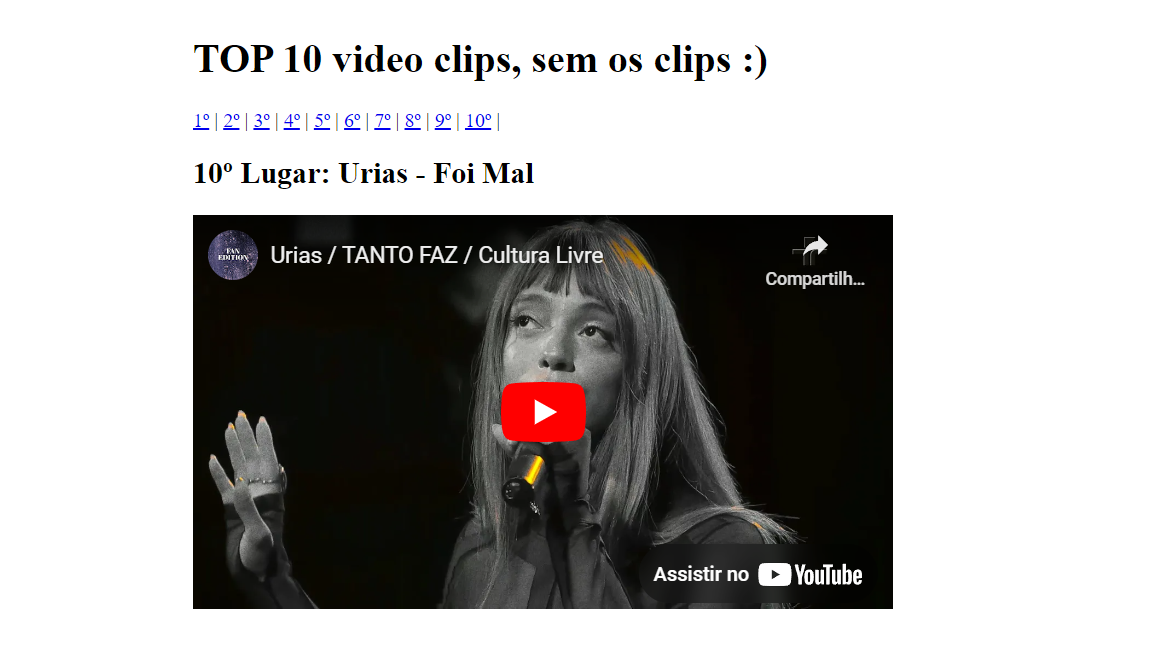 TOP 10 video clips, sem os clips :)
1º | 2º | 3º | 4º | 5º | 6º | 7º | 8º | 9º | 10º |
10º Lugar: Urias - Foi Mal
FAN
EDITION
Urias / TANTO FAZ / Cultura Livre
Compartilh...
Assistir no YouTube